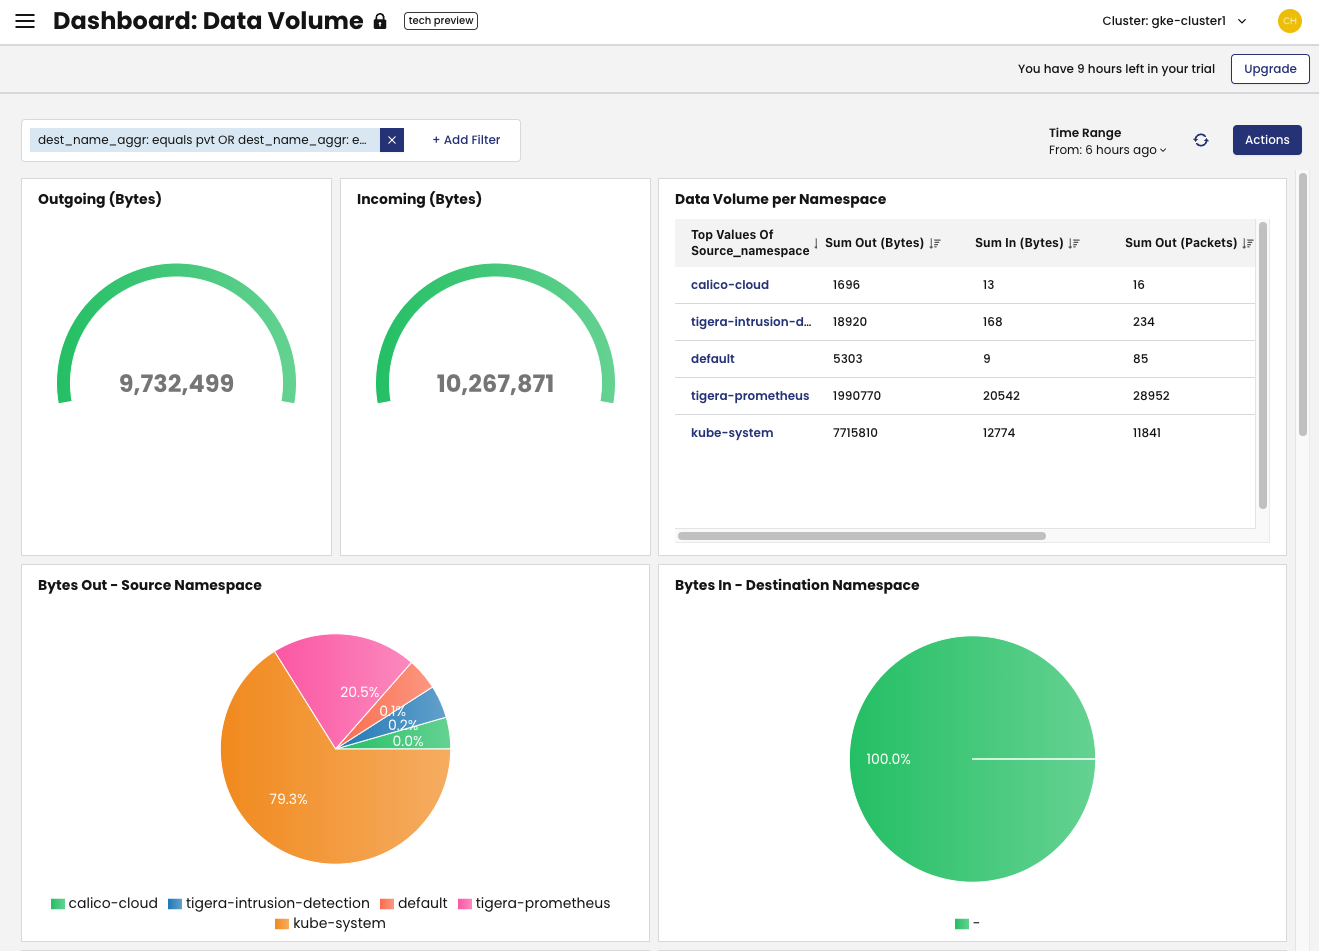 Dashboard: Data Volume
tech preview
Cluster: gke-cluster1
CH
You have 9 hours left in your trial
Upgrade
dest_name_aggr: equals pvt OR dest_name_aggr: e...
+ Add Filter
Time Range
From: 6 hours ago
Actions
Outgoing (Bytes)
9,732,499
Incoming (Bytes)
10,267,871
Data Volume per Namespace
Top Values Of
Source_namespace
Sum Out (Bytes)
Sum In (Bytes)
Sum Out (Packets)
calico-cloud 1696 13 16
tigera-intrusion-d... 18920 168 234
default 5303 9 85
tigera-prometheus 1990770 20542 28952
kube-system 7715810 12774 11841
Bytes Out - Source Namespace
20.5%
0.1%
0.2%
0.0%
79.3%
calico-cloud tigera-intrusion-detection default tigera-prometheus
kube-system
Bytes In - Destination Namespace
100.0%
-